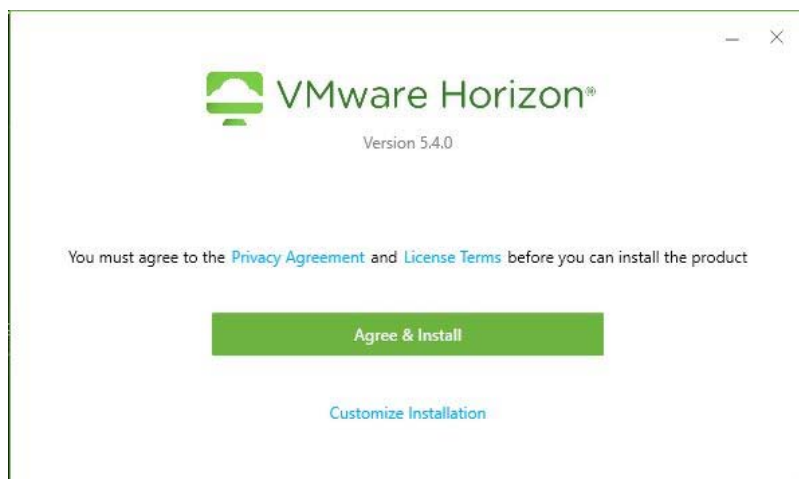 VMware Horizon®
Version 5.4.0
You must agree to the Privacy Agreement and License Terms before you can install the product
Agree & Install
Customize Installation